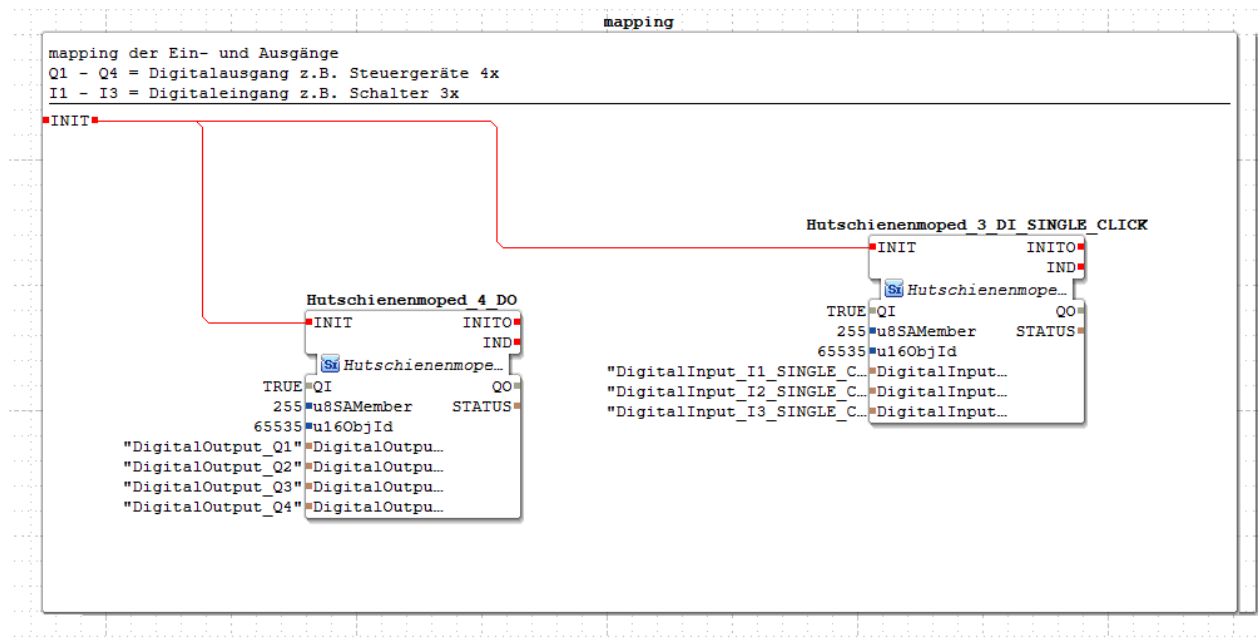 mapping
mapping der Ein- und Ausgänge
Q1 - Q4 = Digitalausgang z.B. Steuergeräte 4x
I1 - I3 = Digitaleingang z.B. Schalter 3x
INIT
Hutschienenmoped_3_DI_SINGLE_CLICK
INIT INITO
IND
SI Hutschienenmope…
TRUE QI QO
255 u8SAMember STATUS
65535 u16ObjId
"DigitalInput_I1_SINGLE_C… DigitalInput…
"DigitalInput_I2_SINGLE_C… DigitalInput…
"DigitalInput_I3_SINGLE_C… DigitalInput…
Hutschienenmoped_4_DO
INIT INITO
IND
SI Hutschienenmope…
TRUE QI QO
255 u8SAMember STATUS
65535 u16ObjId
"DigitalOutput_Q1" DigitalOutpu…
"DigitalOutput_Q2" DigitalOutpu…
"DigitalOutput_Q3" DigitalOutpu…
"DigitalOutput_Q4" DigitalOutpu…